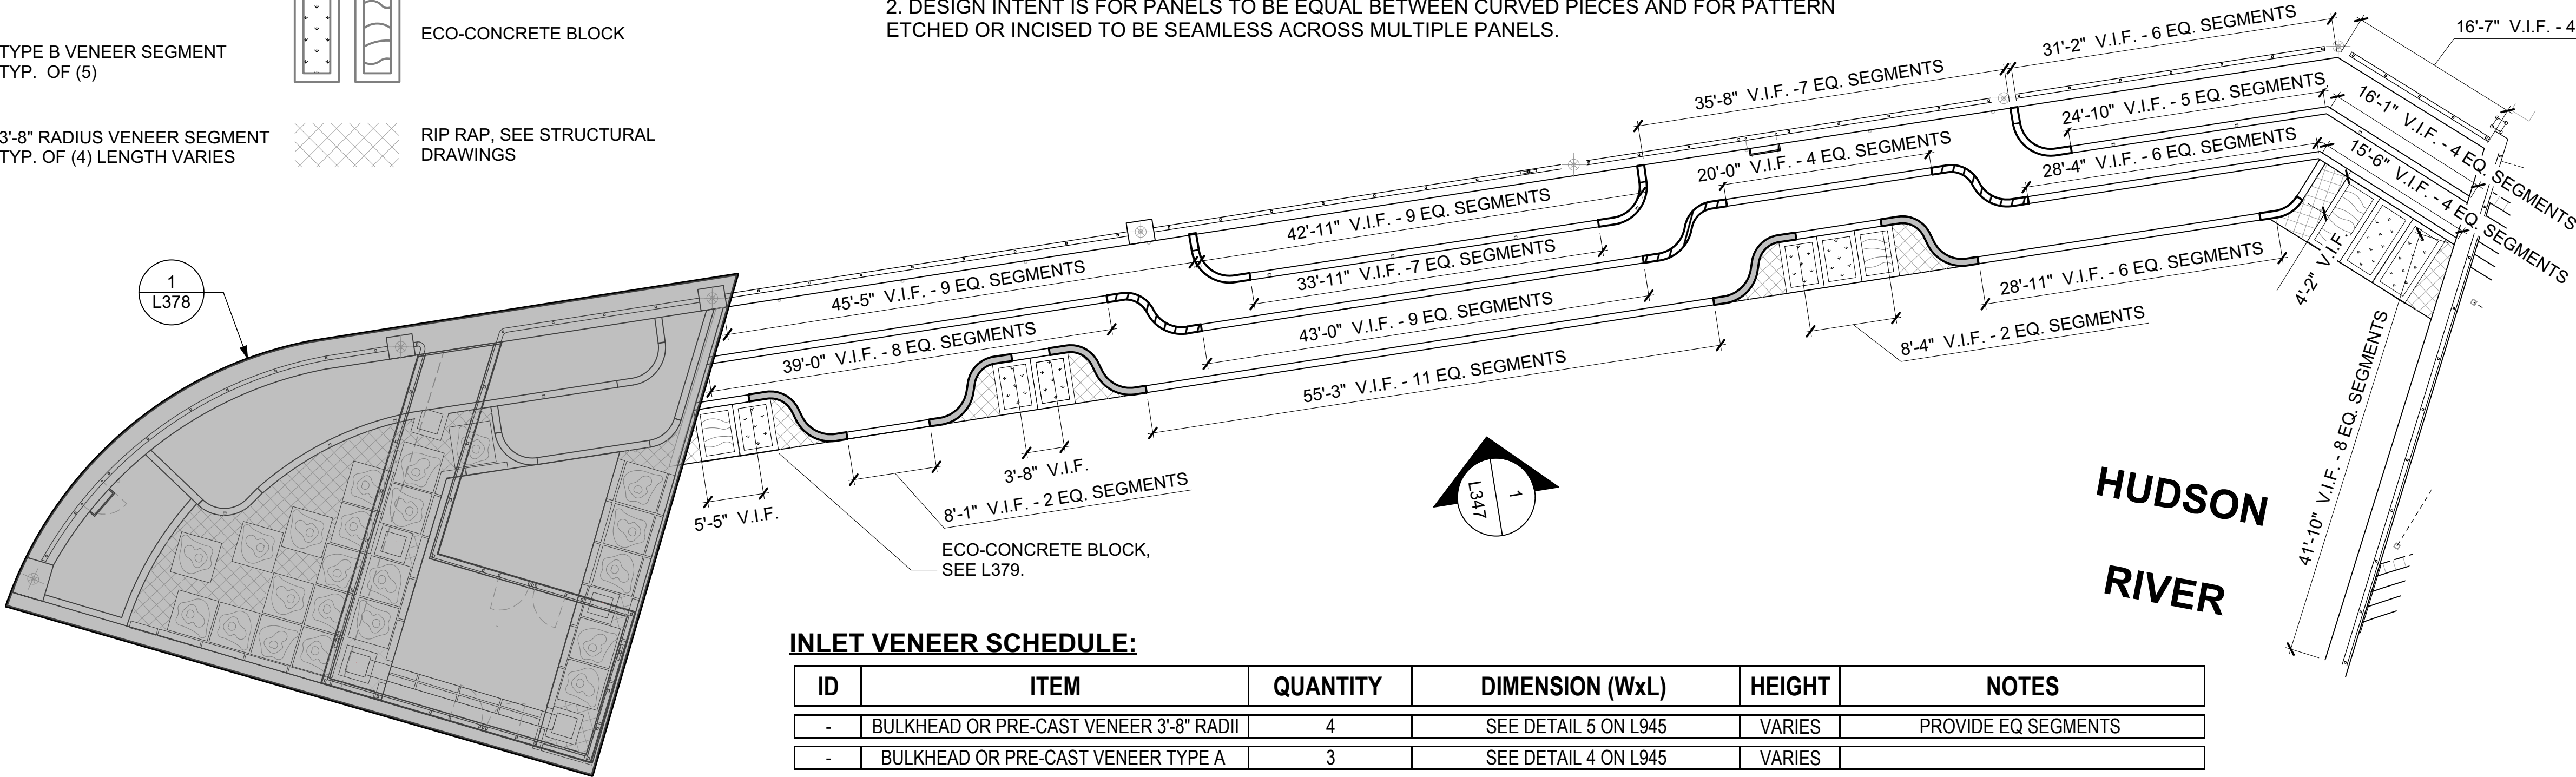 2. DESIGN INTENT IS FOR PANELS TO BE EQUAL BETWEEN CURVED PIECES AND FOR PATTERN
ETCHED OR INCISED TO BE SEAMLESS ACROSS MULTIPLE PANELS.
TYPE B VENEER SEGMENT
TYP. OF (5)
ECO-CONCRETE BLOCK
3'-8" RADIUS VENEER SEGMENT
TYP. OF (4) LENGTH VARIES
RIP RAP, SEE STRUCTURAL
DRAWINGS
1
L378
16'-7" V.I.F. - 4
31'-2" V.I.F. - 6 EQ. SEGMENTS
35'-8" V.I.F. -7 EQ. SEGMENTS
24'-10" V.I.F. - 5 EQ. SEGMENTS
16'-1" V.I.F. - 4 EQ. SEGMENTS
20'-0" V.I.F. - 4 EQ. SEGMENTS
28'-4" V.I.F. - 6 EQ. SEGMENTS
15'-6" V.I.F. - 4 EQ. SEGMENTS
42'-11" V.I.F. - 9 EQ. SEGMENTS
33'-11" V.I.F. -7 EQ. SEGMENTS
45'-5" V.I.F. - 9 EQ. SEGMENTS
28'-11" V.I.F. - 6 EQ. SEGMENTS
4'-2" V.I.F.
43'-0" V.I.F. - 9 EQ. SEGMENTS
39'-0" V.I.F. - 8 EQ. SEGMENTS
8'-4" V.I.F. - 2 EQ. SEGMENTS
55'-3" V.I.F. - 11 EQ. SEGMENTS
41'-10" V.I.F. - 8 EQ. SEGMENTS
3'-8" V.I.F.
8'-1" V.I.F. - 2 EQ. SEGMENTS
5'-5" V.I.F.
1
L347
ECO-CONCRETE BLOCK,
SEE L379.
HUDSON
RIVER
INLET VENEER SCHEDULE:
ID ITEM QUANTITY DIMENSION (WxL) HEIGHT NOTES
- BULKHEAD OR PRE-CAST VENEER 3'-8" RADII 4 SEE DETAIL 5 ON L945 VARIES PROVIDE EQ SEGMENTS
- BULKHEAD OR PRE-CAST VENEER TYPE A 3 SEE DETAIL 4 ON L945 VARIES